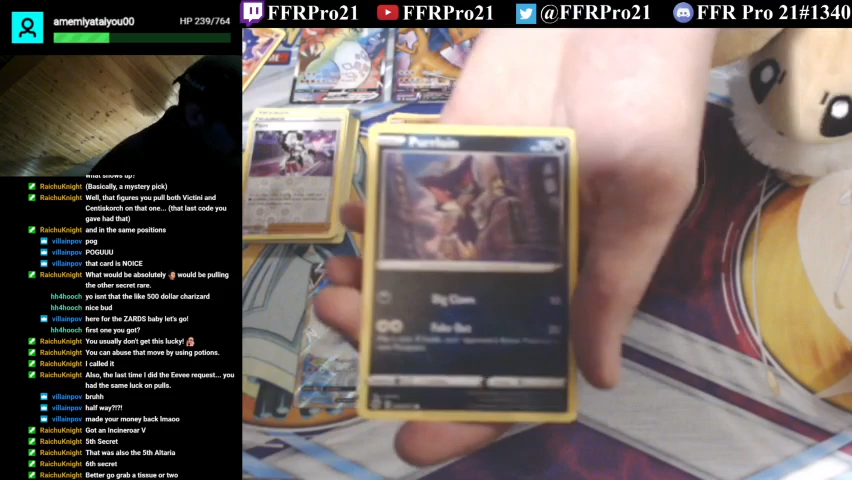 amemlyataiyou00
HP 239/764
FFRPro21
FFRPro21
@FFRPro21
FFR Pro 21#1340
what shows up?
RaichuKnight (Basically, a mystery pick)
RaichuKnight Well, that figures you pull both Victini
and Centiskorch on that one... (that last code you
gave had that)
RaichuKnight and in the same positions
villainpov pog
villainpov POGUUU
villainpov that card is NOICE
RaichuKnight What would be absolutely would be pulling
the other secret rare.
hh4hooch yo isnt that the like 500 dollar charizard
hh4hooch nice bud
villainpov here for the ZARDS baby let's go!
hh4hooch first one you got?
RaichuKnight You usually don't get this lucky!
RaichuKnight You can abuse that move by using potions.
RaichuKnight I called it
RaichuKnight Also, the last time I did the Eevee request... you
had the same luck on pulls.
villainpov bruhh
villainpov half way?!?!
villainpov made your money back lmaoo
RaichuKnight Got an Incineroar V
RaichuKnight 5th Secret
RaichuKnight That was also the 5th Altaria
RaichuKnight 6th secret
RaichuKnight Better go grab a tissue or two
Purrloin
Dig Claws
Fake Out